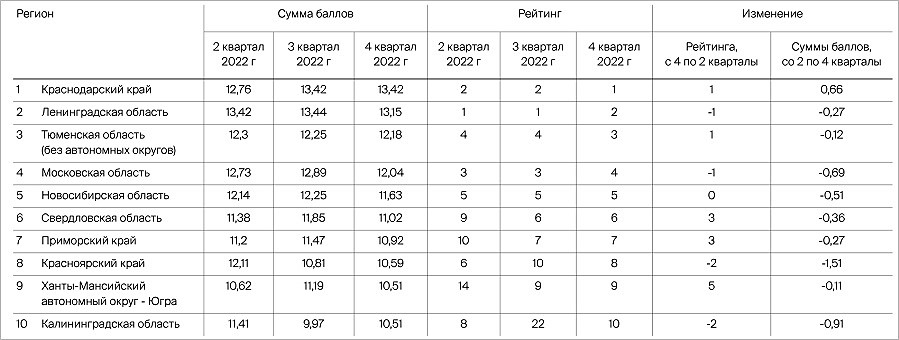 Регион Сумма баллов Рейтинг Изменение
2 квартал 3 квартал 4 квартал 2 квартал 3 квартал 4 квартал Рейтинга, Суммы баллов,
2022 г 2022 г 2022 г 2022 г 2022 г 2022 г с 4 по 2 кварталы со 2 по 4 кварталы
1 Краснодарский край 12,76 13,42 13,42 2 2 1 1 0,66
2 Ленинградская область 13,42 13,44 13,15 1 1 2 -1 -0,27
3 Тюменская область 12,3 12,25 12,18 4 4 3 1 -0,12
(без автономных округов)
4 Московская область 12,73 12,89 12,04 3 3 4 -1 -0,69
5 Новосибирская область 12,14 12,25 11,63 5 5 5 0 -0,51
6 Свердловская область 11,38 11,85 11,02 9 6 6 3 -0,36
7 Приморский край 11,2 11,47 10,92 10 7 7 3 -0,27
8 Красноярский край 12,11 10,81 10,59 6 10 8 -2 -1,51
9 Ханты-Мансийский 10,62 11,19 10,51 14 9 9 5 -0,11
автономный округ - Югра
10 Калининградская область 11,41 9,97 10,51 8 22 10 -2 -0,91